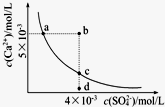 c(Ca²⁺)/mol/L
5×10⁻³
a
b
c
d
4×10⁻³
c(SO₄²⁻)/mol/L